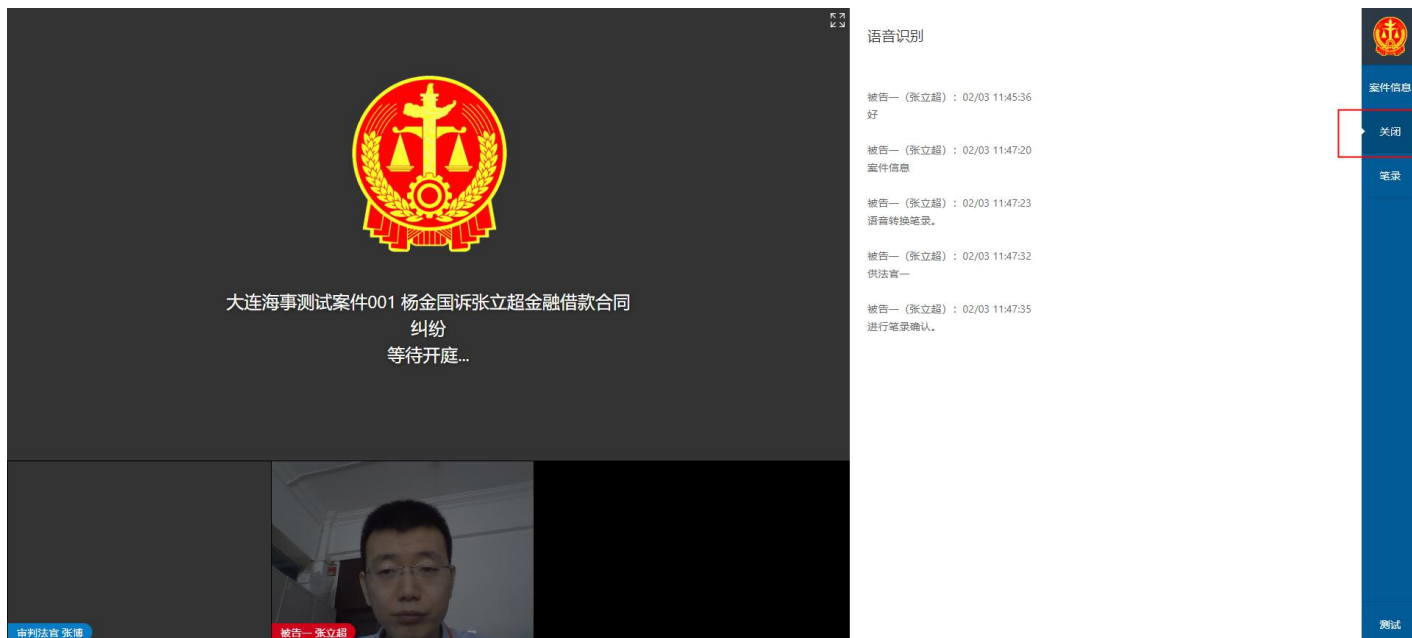 语音识别
案件信息
被告一（张立超）：02/03 11:45:36
好
关闭
被告一（张立超）：02/03 11:47:20
案件信息
笔录
被告一（张立超）：02/03 11:47:23
语音转换笔录。
被告一（张立超）：02/03 11:47:32
供法官一
大连海事测试案件001 杨金国诉张立超金融借款合同
纠纷
等待开庭...
被告一（张立超）：02/03 11:47:35
进行笔录确认。
审判法官 张博
被告一 张立超
测试